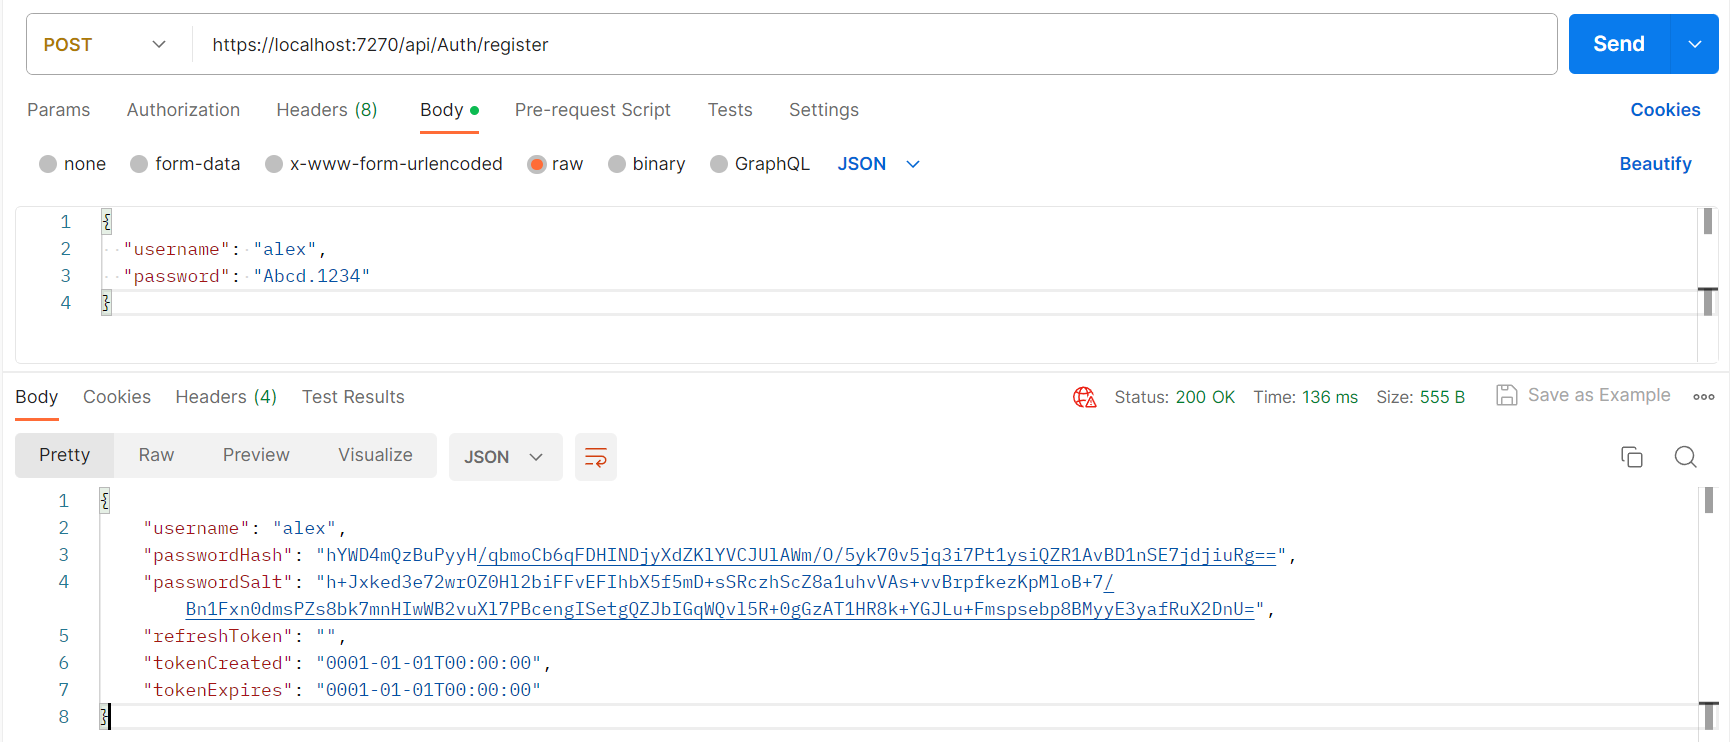 POST https://localhost:7270/api/Auth/register Send
Params Authorization Headers (8) Body Pre-request Script Tests Settings Cookies
none form-data x-www-form-urlencoded raw binary GraphQL JSON Beautify
1 {
2 "username": "alex",
3 "password": "Abcd.1234"
4 }
Body Cookies Headers (4) Test Results Status: 200 OK Time: 136 ms Size: 555 B Save as Example
Pretty Raw Preview Visualize JSON
1 {
2 "username": "alex",
3 "passwordHash": "hYWD4mQzBuPyyH/qbmoCb6qFDHINDjyXdZKlYVCJUlAWm/O/5yk70v5jq3i7Pt1ysiQZR1AvBD1nSE7jdjiuRg==",
4 "passwordSalt": "h+Jxked3e72wrOZ0Hl2biFFvEFIhbX5f5mD+sSRczhScZ8a1uhvVAs+vvBrpfkezKpMloB+7/
Bn1Fxn0dmsPZs8bk7mnHIwWB2vuXl7PBcengISetgQZJbIGqWQvl5R+0gGzAT1HR8k+YGJLu+Fmspsebp8BMyyE3yafRuX2DnU=",
5 "refreshToken": "",
6 "tokenCreated": "0001-01-01T00:00:00",
7 "tokenExpires": "0001-01-01T00:00:00"
8 }